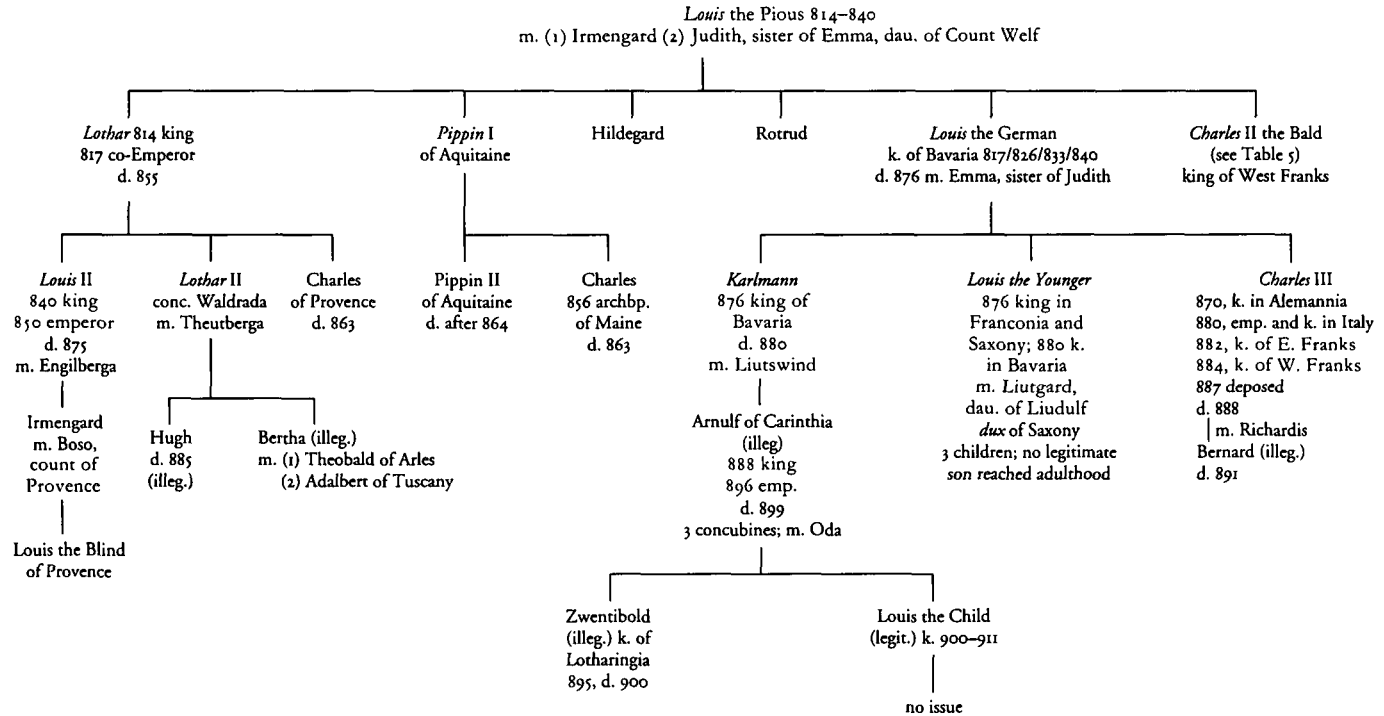 Louis the Pious 814–840
m. (1) Irmengard (2) Judith, sister of Emma, dau. of Count Welf
Lothar 814 king
817 co-Emperor
d. 855
Pippin I
of Aquitaine
Hildegard
Rotrud
Louis the German
k. of Bavaria 817/826/833/840
d. 876 m. Emma, sister of Judith
Charles II the Bald
(see Table 5)
king of West Franks
Louis II
840 king
850 emperor
d. 875
m. Engilberga
Lothar II
conc. Waldrada
m. Theutberga
Charles
of Provence
d. 863
Pippin II
of Aquitaine
d. after 864
Charles
856 archbp.
of Maine
d. 863
Karlmann
876 king of
Bavaria
d. 880
m. Liutswind
Louis the Younger
876 king in
Franconia and
Saxony; 880 k.
in Bavaria
m. Liutgard,
dau. of Liudulf
dux of Saxony
3 children; no legitimate
son reached adulthood
Charles III
870, k. in Alemannia
880, emp. and k. in Italy
882, k. of E. Franks
884, k. of W. Franks
887 deposed
d. 888
m. Richardis
Bernard (illeg.)
d. 891
Irmengard
m. Boso,
count of
Provence
Hugh
d. 885
(illeg.)
Bertha (illeg.)
m. (1) Theobald of Arles
(2) Adalbert of Tuscany
Arnulf of Carinthia
(illeg)
888 king
896 emp.
d. 899
3 concubines; m. Oda
Louis the Blind
of Provence
Zwentibold
(illeg.) k. of
Lotharingia
895, d. 900
Louis the Child
(legit.) k. 900–911
no issue